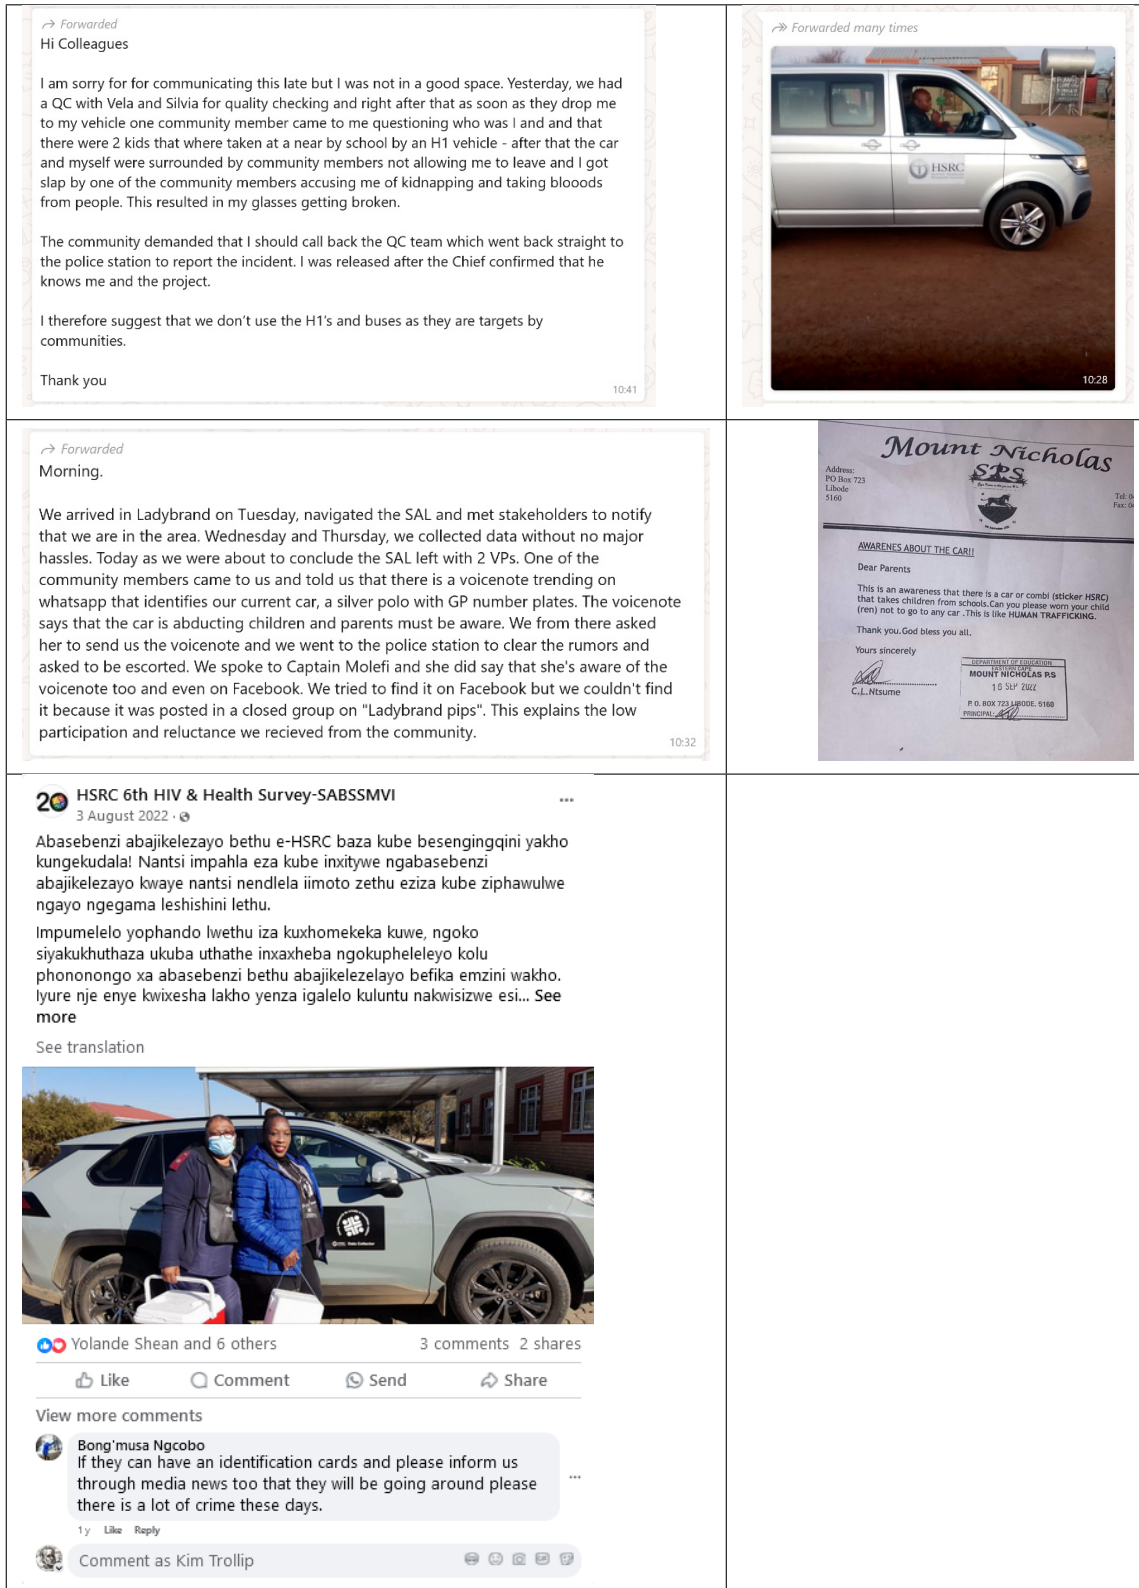 Forwarded
Hi Colleagues
I am sorry for for communicating this late but I was not in a good space. Yesterday, we had
a QC with Vela and Silvia for quality checking and right after that as soon as they drop me
to my vehicle one community member came to me questioning who was I and and that
there were 2 kids that where taken at a near by school by an H1 vehicle - after that the car
and myself were surrounded by community members not allowing me to leave and I got
slap by one of the community members accusing me of kidnapping and taking blooods
from people. This resulted in my glasses getting broken.
The community demanded that I should call back the QC team which went back straight to
the police station to report the incident. I was released after the Chief confirmed that he
knows me and the project.
I therefore suggest that we don't use the H1's and buses as they are targets by
communities.
Thank you
10:41
Forwarded many times
HSRC
10:28
Forwarded
Morning.
We arrived in Ladybrand on Tuesday, navigated the SAL and met stakeholders to notify
that we are in the area. Wednesday and Thursday, we collected data without no major
hassles. Today as we were about to conclude the SAL left with 2 VPs. One of the
community members came to us and told us that there is a voicenote trending on
whatsapp that identifies our current car, a silver polo with GP number plates. The voicenote
says that the car is abducting children and parents must be aware. We from there asked
her to send us the voicenote and we went to the police station to clear the rumors and
asked to be escorted. We spoke to Captain Molefi and she did say that she's aware of the
voicenote too and even on Facebook. We tried to find it on Facebook but we couldn't find
it because it was posted in a closed group on "Ladybrand pips". This explains the low
participation and reluctance we recieved from the community.
10:32
Mount Nicholas
SPS
Address:
PO Box 723
Libode
5160
Tel: 0
Fax: 0
AWARENES ABOUT THE CAR!!
Dear Parents
This is an awareness that there is a car or combi (sticker HSRC)
that takes children from schools.Can you please worn your child
(ren) not to go to any car .This is like HUMAN TRAFFICKING.
Thank you.God bless you all.
Yours sincerely
C.L.Ntsume
DEPARTMENT OF EDUCATION
EASTERN CAPE
MOUNT NICHOLAS P.S
16 SEP 2022
P. O. BOX 723 LIBODE. 5160
PRINCIPAL:
20 HSRC 6th HIV & Health Survey-SABSSMVI
3 August 2022
Abasebenzi abajikelezayo bethu e-HSRC baza kube besengingqini yakho
kungekudala! Nantsi impahla eza kube inxitywe ngabasebenzi
abajikelezayo kwaye nantsi nendlela iimoto zethu eziza kube ziphawulwe
ngayo ngegama leshishini lethu.
Impumelelo yophando lwethu iza kuxhomekeka kuwe, ngoko
siyakukhuthaza ukuba uthathe inxaxheba ngokupheleleyo kolu
phononongo xa abasebenzi bethu abajikelezelayo befika emzini wakho.
Iyure nje enye kwixesha lakho yenza igalelo kuluntu nakwisizwe esi... See
more
See translation
Data Collector
Yolande Shean and 6 others
3 comments 2 shares
Like Comment Send Share
View more comments
Bong'musa Ngcobo
If they can have an identification cards and please inform us
through media news too that they will be going around please
there is a lot of crime these days.
1 y Like Reply
Comment as Kim Trollip